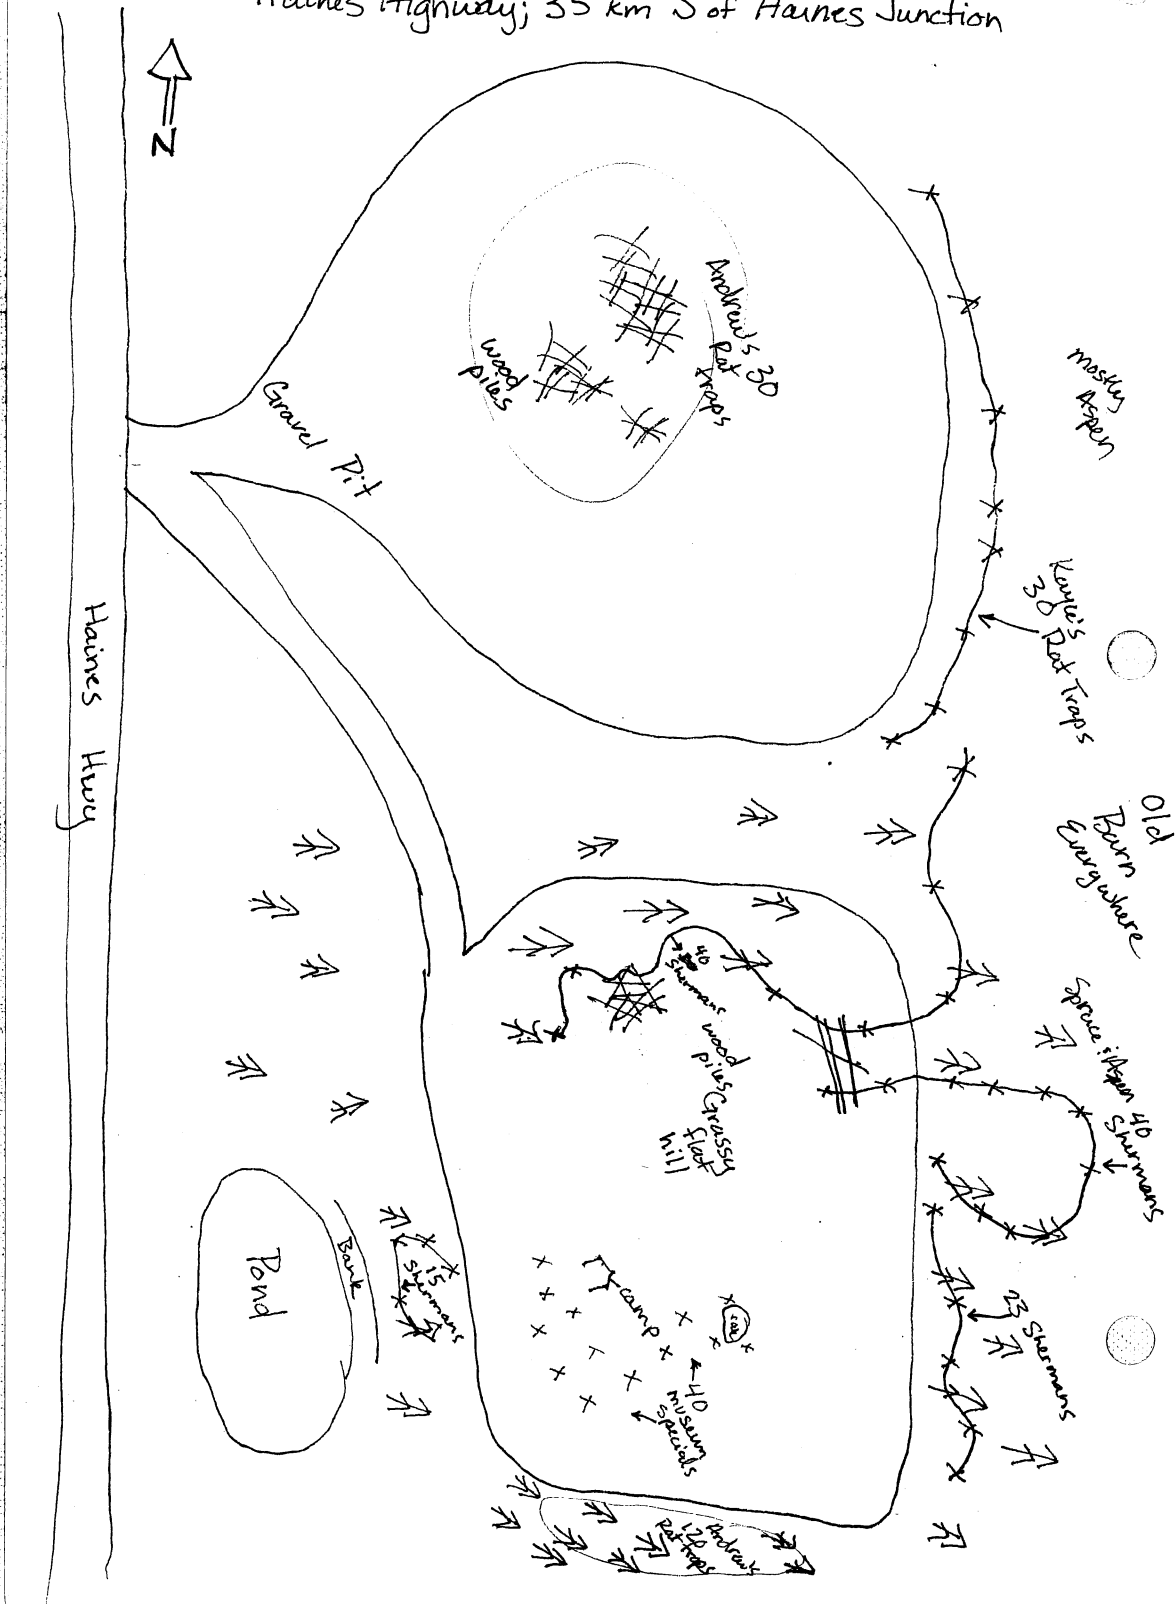 Haines Highway; 35 km S of Haines Junction
N
Andrew's 30
Rat
traps
wood
piles
Gravel Pit
mostly
Aspen
Kayce's
30
Rat Traps
Haines Hwy
Old
Burn
Everywhere
40
Shermans
wood
piles
Grassy
flat
hill
Spruce & Aspen 40
Shermans
Pond
Bank
15
Shermans
camp
car
40
museum
specials
23 Shermans
Andrew's
120
Rat traps